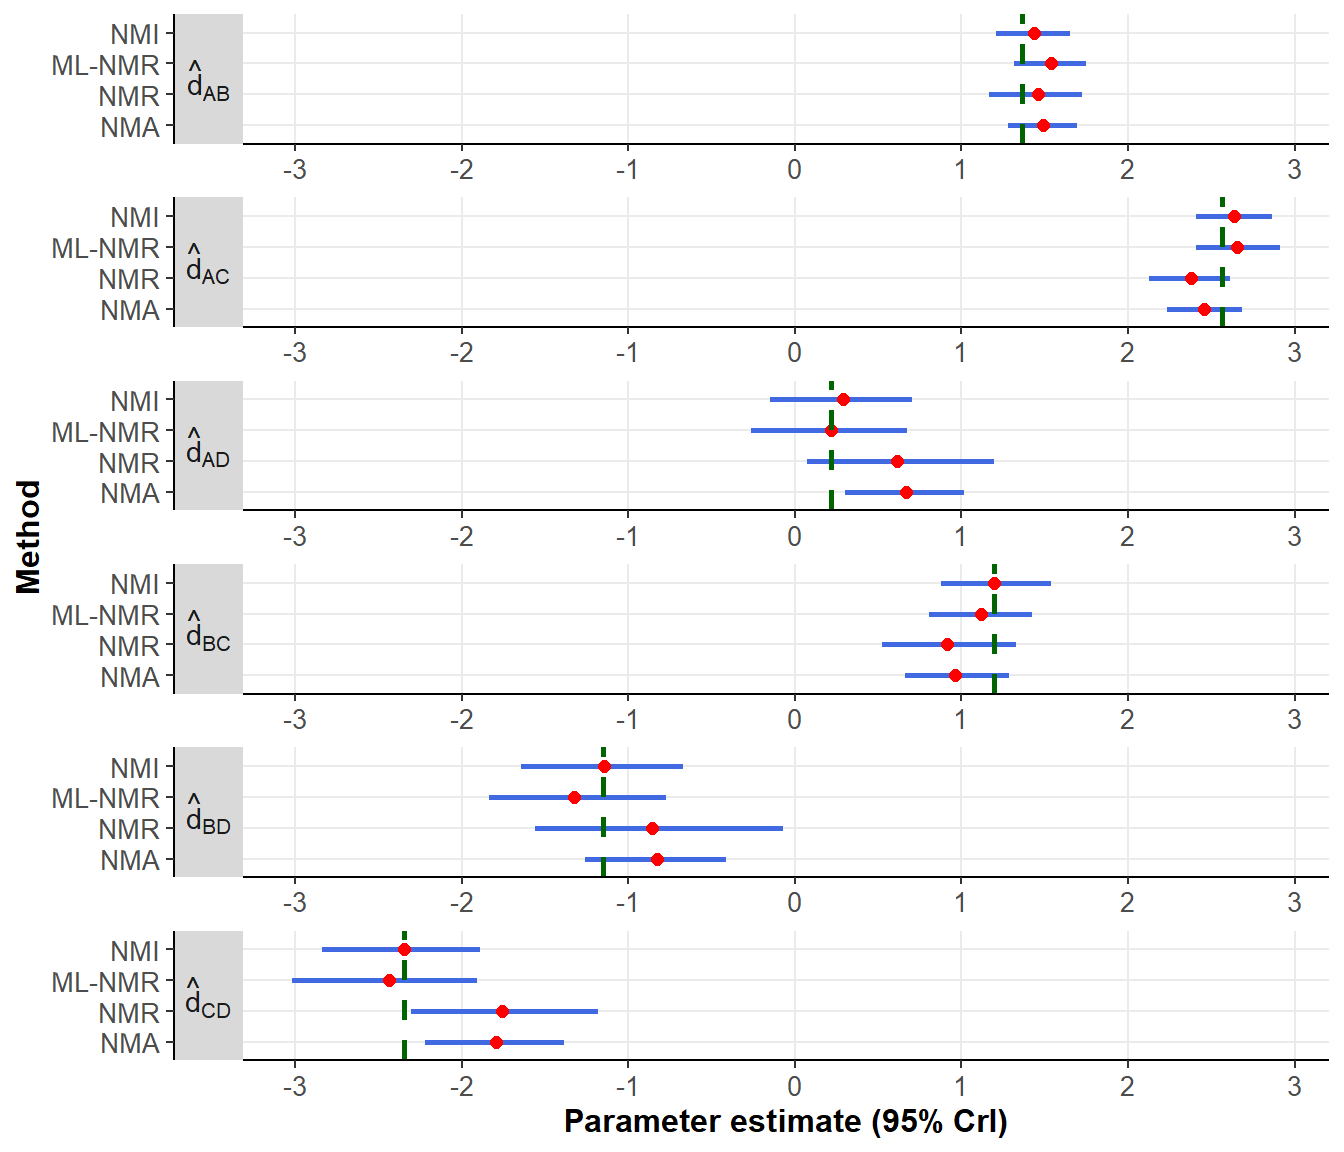 NMI
ML-NMR
NMR
NMA
d̂AB
-3 -2 -1 0 1 2 3
NMI
ML-NMR
NMR
NMA
d̂AC
-3 -2 -1 0 1 2 3
NMI
ML-NMR
NMR
NMA
d̂AD
-3 -2 -1 0 1 2 3
Method
NMI
ML-NMR
NMR
NMA
d̂BC
-3 -2 -1 0 1 2 3
NMI
ML-NMR
NMR
NMA
d̂BD
-3 -2 -1 0 1 2 3
NMI
ML-NMR
NMR
NMA
d̂CD
-3 -2 -1 0 1 2 3
Parameter estimate (95% CrI)